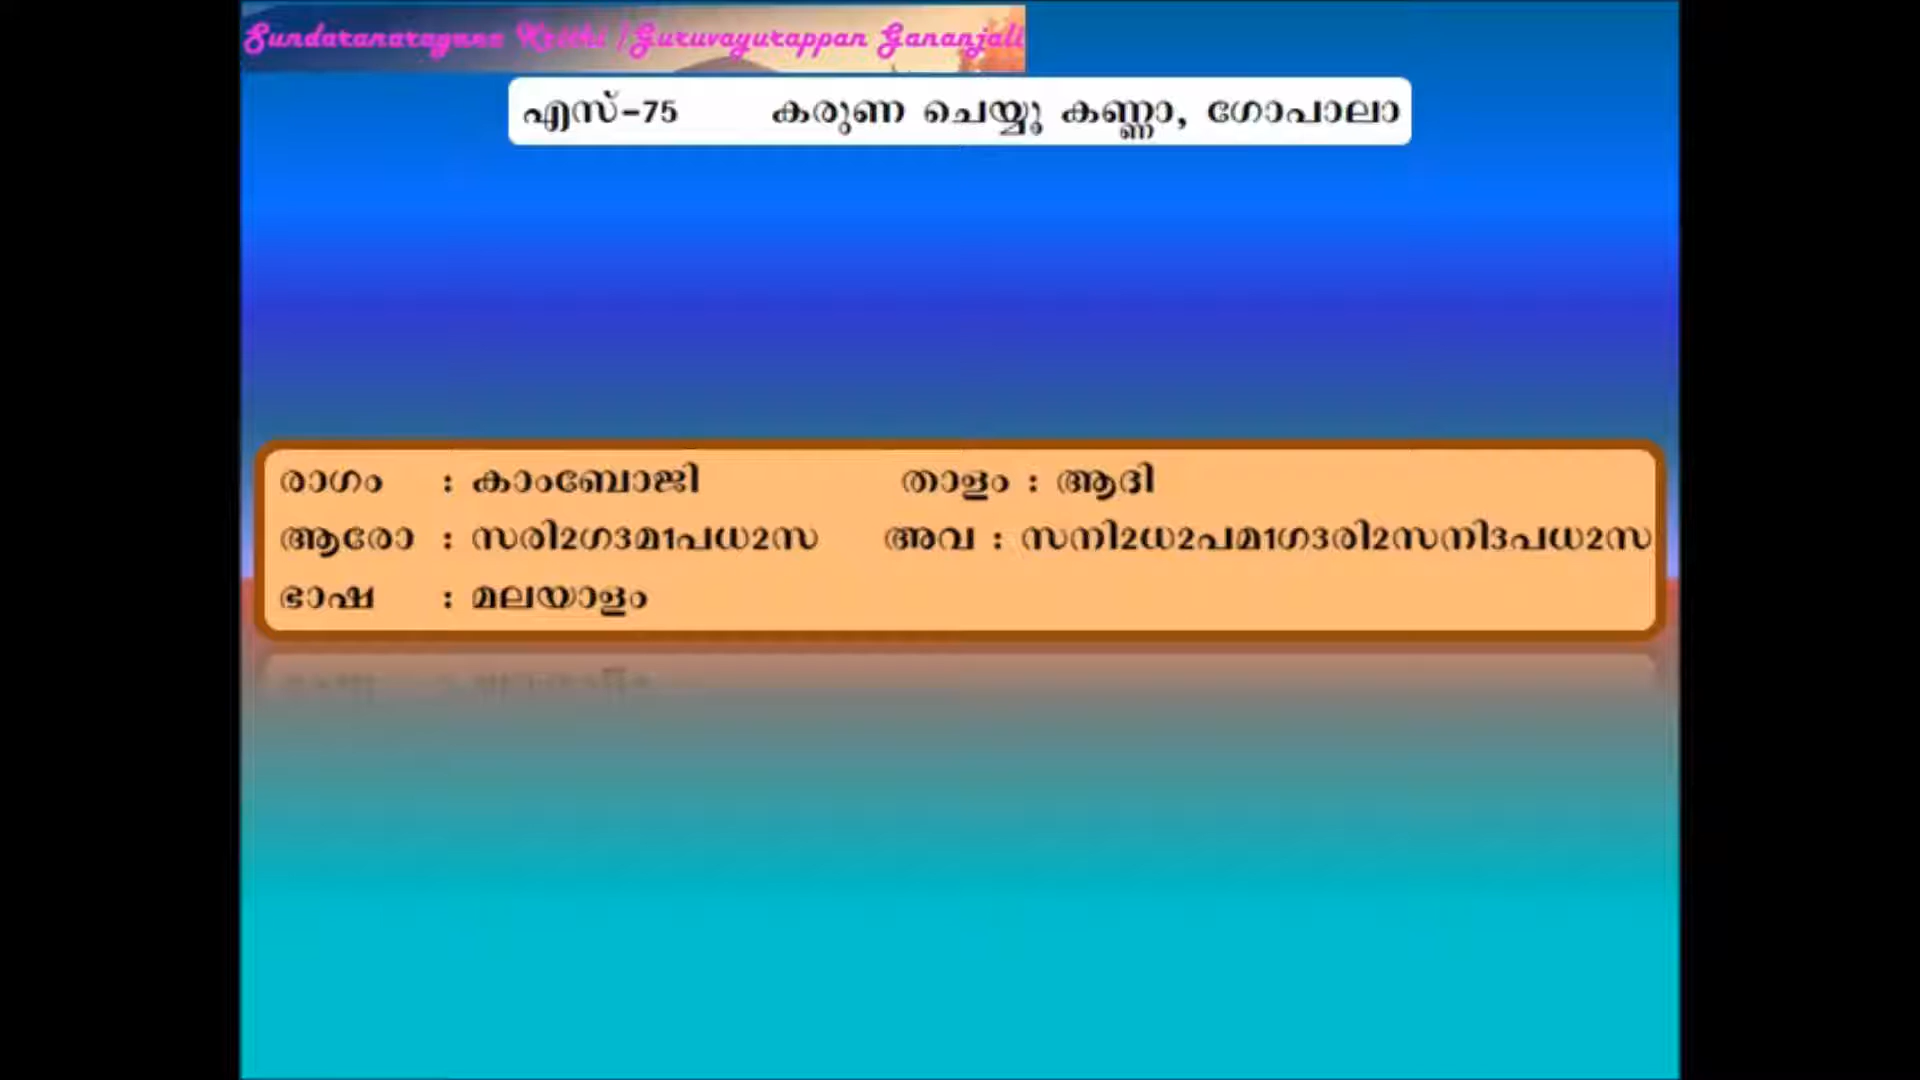 Sundaranarayana Krithi /Guruvayurappan Gananjali
എസ്-75 കരുണ ചെയ്യു കണ്ണാ, ഗോപാലാ
രാഗം : കാംബോജി താളം : ആദി
ആരോ : സരി2ഗ3മ1പധ2സ അവ : സനി2ധ2പമ1ഗ3രി2സനി3പധ2സ
ഭാഷ : മലയാളം